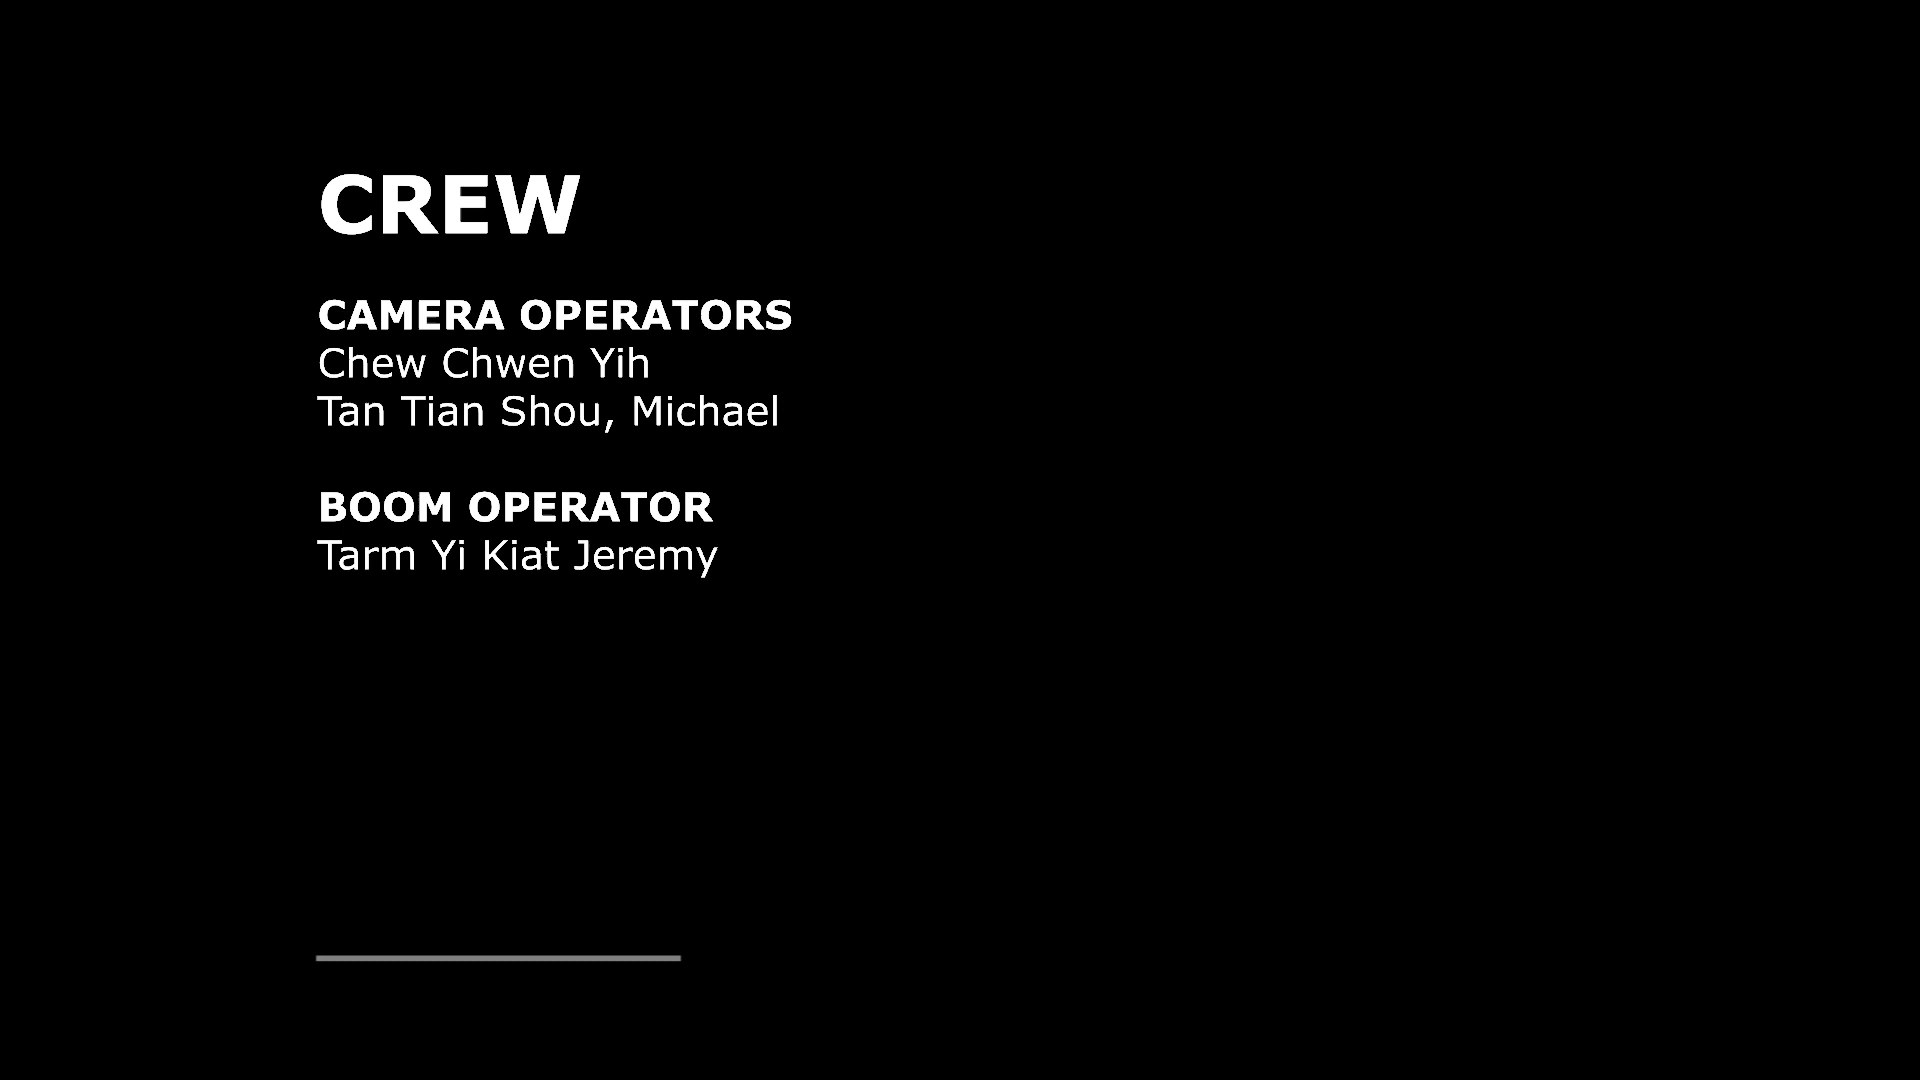 CREW
CAMERA OPERATORS
Chew Chwen Yih
Tan Tian Shou, Michael
BOOM OPERATOR
Tarm Yi Kiat Jeremy